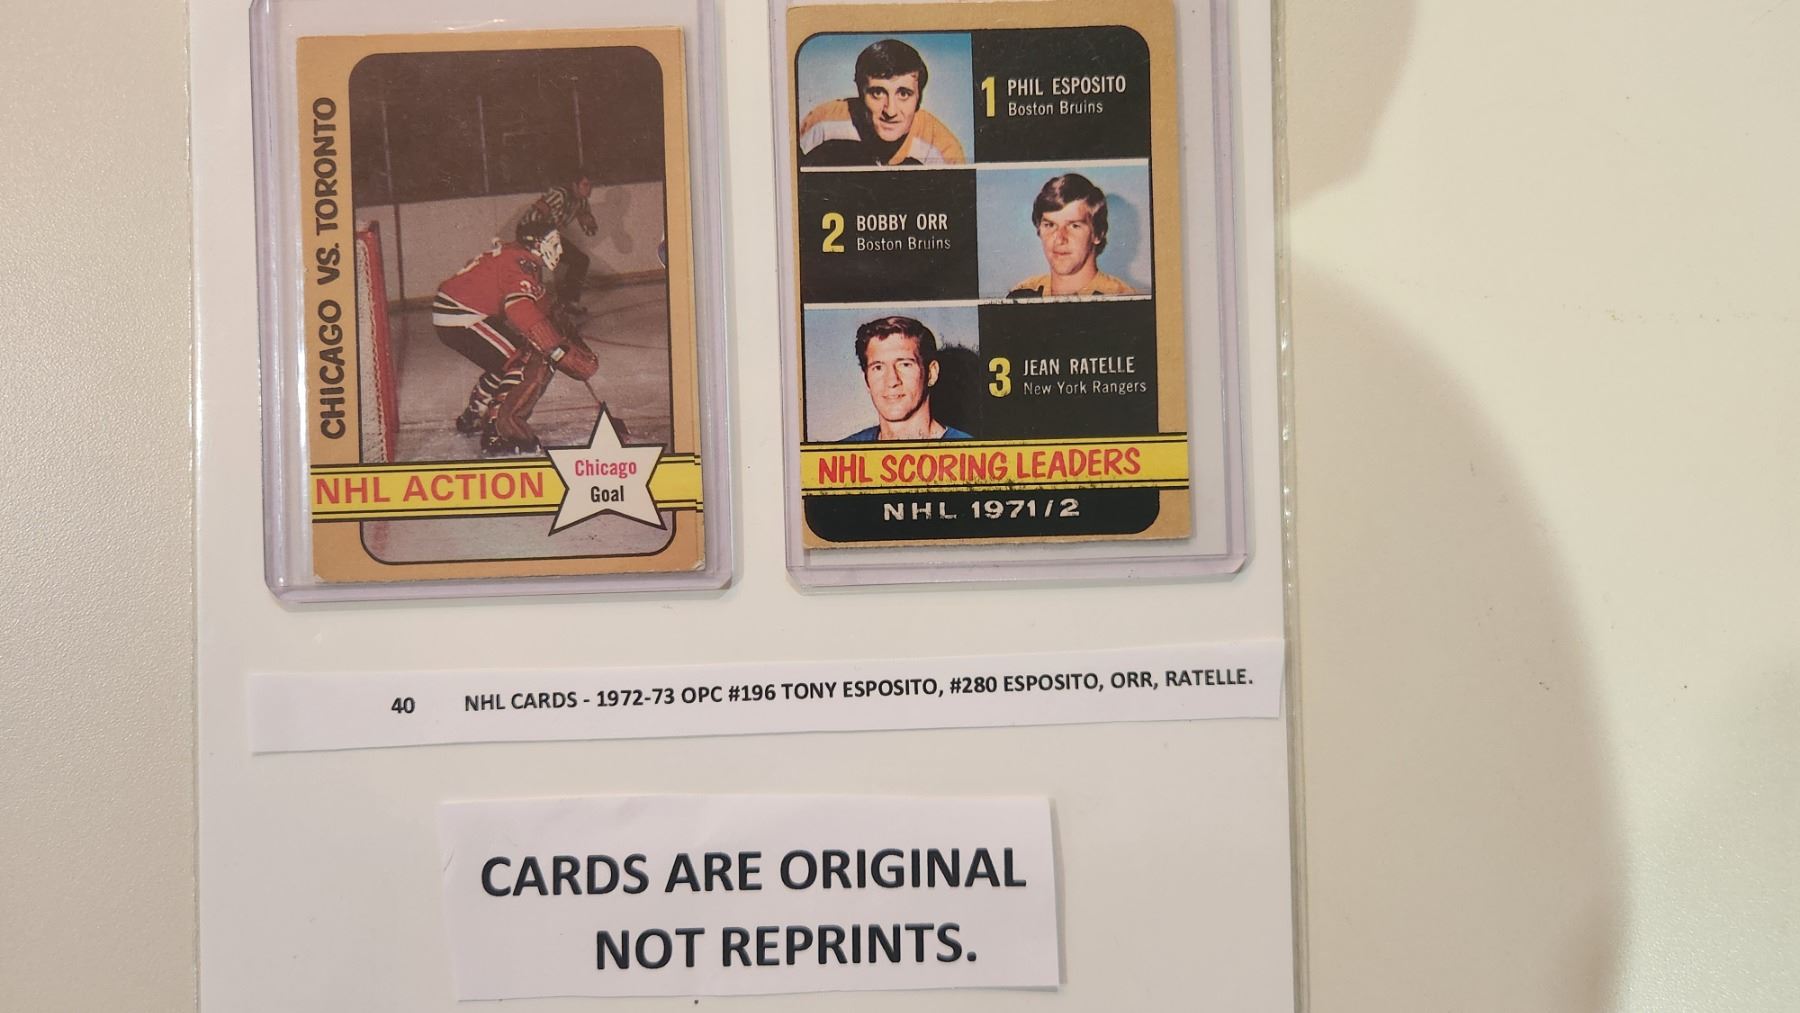 CHICAGO VS. TORONTO
NHL ACTION
Chicago
Goal
1 PHIL ESPOSITO
Boston Bruins
2 BOBBY ORR
Boston Bruins
3 JEAN RATELLE
New York Rangers
NHL SCORING LEADERS
NHL 1971/2
40 NHL CARDS - 1972-73 OPC #196 TONY ESPOSITO, #280 ESPOSITO, ORR, RATELLE.
CARDS ARE ORIGINAL
NOT REPRINTS.